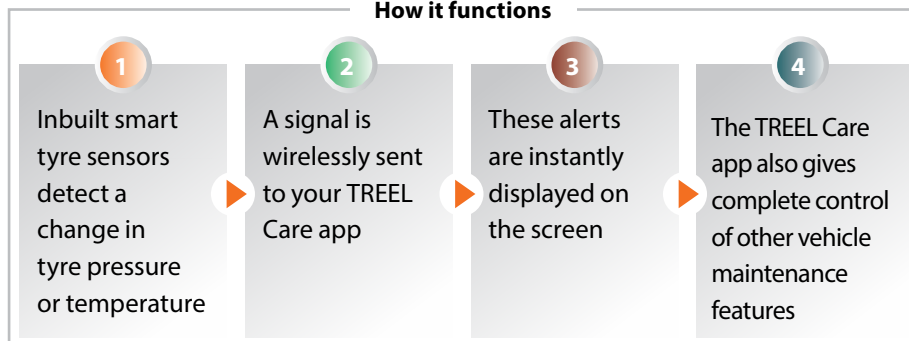 How it functions
1
Inbuilt smart
tyre sensors
detect a
change in
tyre pressure
or temperature
2
A signal is
wirelessly sent
to your TREEL
Care app
3
These alerts
are instantly
displayed on
the screen
4
The TREEL Care
app also gives
complete control
of other vehicle
maintenance
features